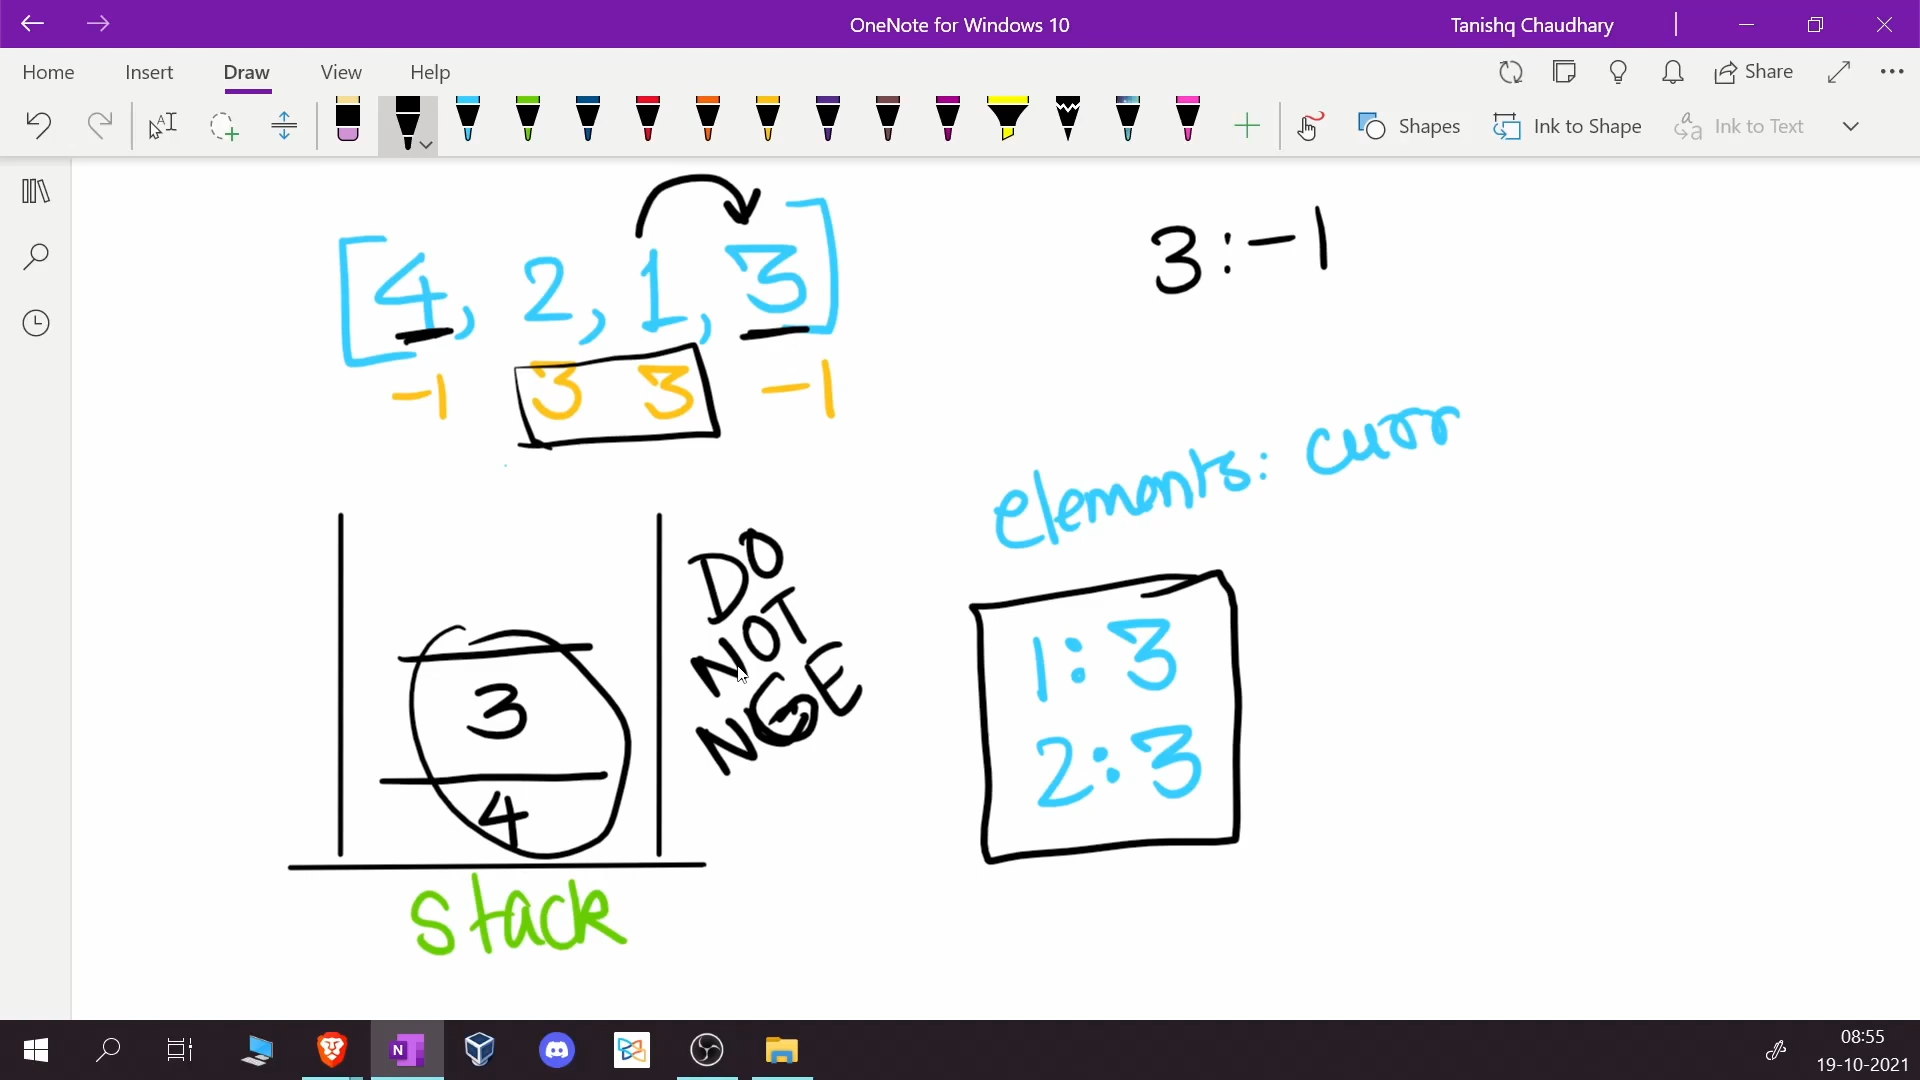 OneNote for Windows 10
Tanishq Chaudhary
Home Insert Draw View Help
Share
Shapes
Ink to Shape
Ink to Text
[4, 2, 1, 3]
-1 3 3 -1
3:-1
elements: curr
DO
NOT
NGE
1:3
2:3
3
4
stack
08:55
19-10-2021